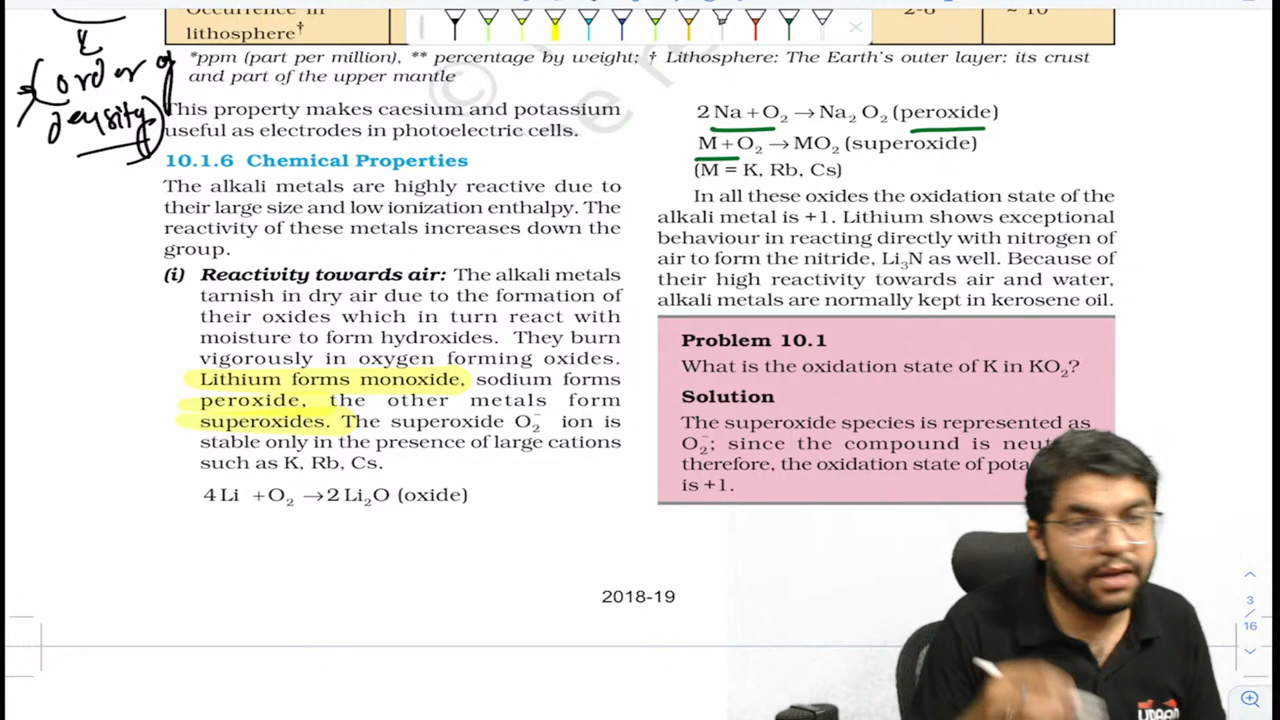 Occurrence in
lithosphere†
2-6
~ 10
*ppm (part per million), ** percentage by weight; † Lithosphere: The Earth's outer layer: its crust
and part of the upper mantle
(order of
density)
This property makes caesium and potassium
useful as electrodes in photoelectric cells.
10.1.6 Chemical Properties
The alkali metals are highly reactive due to
their large size and low ionization enthalpy. The
reactivity of these metals increases down the
group.
(i) Reactivity towards air: The alkali metals
tarnish in dry air due to the formation of
their oxides which in turn react with
moisture to form hydroxides. They burn
vigorously in oxygen forming oxides.
Lithium forms monoxide, sodium forms
peroxide, the other metals form
superoxides. The superoxide O₂⁻ ion is
stable only in the presence of large cations
such as K, Rb, Cs.
4 Li + O₂ → 2 Li₂O (oxide)
2 Na + O₂ → Na₂ O₂ (peroxide)
M + O₂ → MO₂ (superoxide)
(M = K, Rb, Cs)
In all these oxides the oxidation state of the
alkali metal is +1. Lithium shows exceptional
behaviour in reacting directly with nitrogen of
air to form the nitride, Li₃N as well. Because of
their high reactivity towards air and water,
alkali metals are normally kept in kerosene oil.
Problem 10.1
What is the oxidation state of K in KO₂?
Solution
The superoxide species is represented as
O₂⁻; since the compound is
therefore, the oxidation state of
is +1.
2018-19
3
/
16